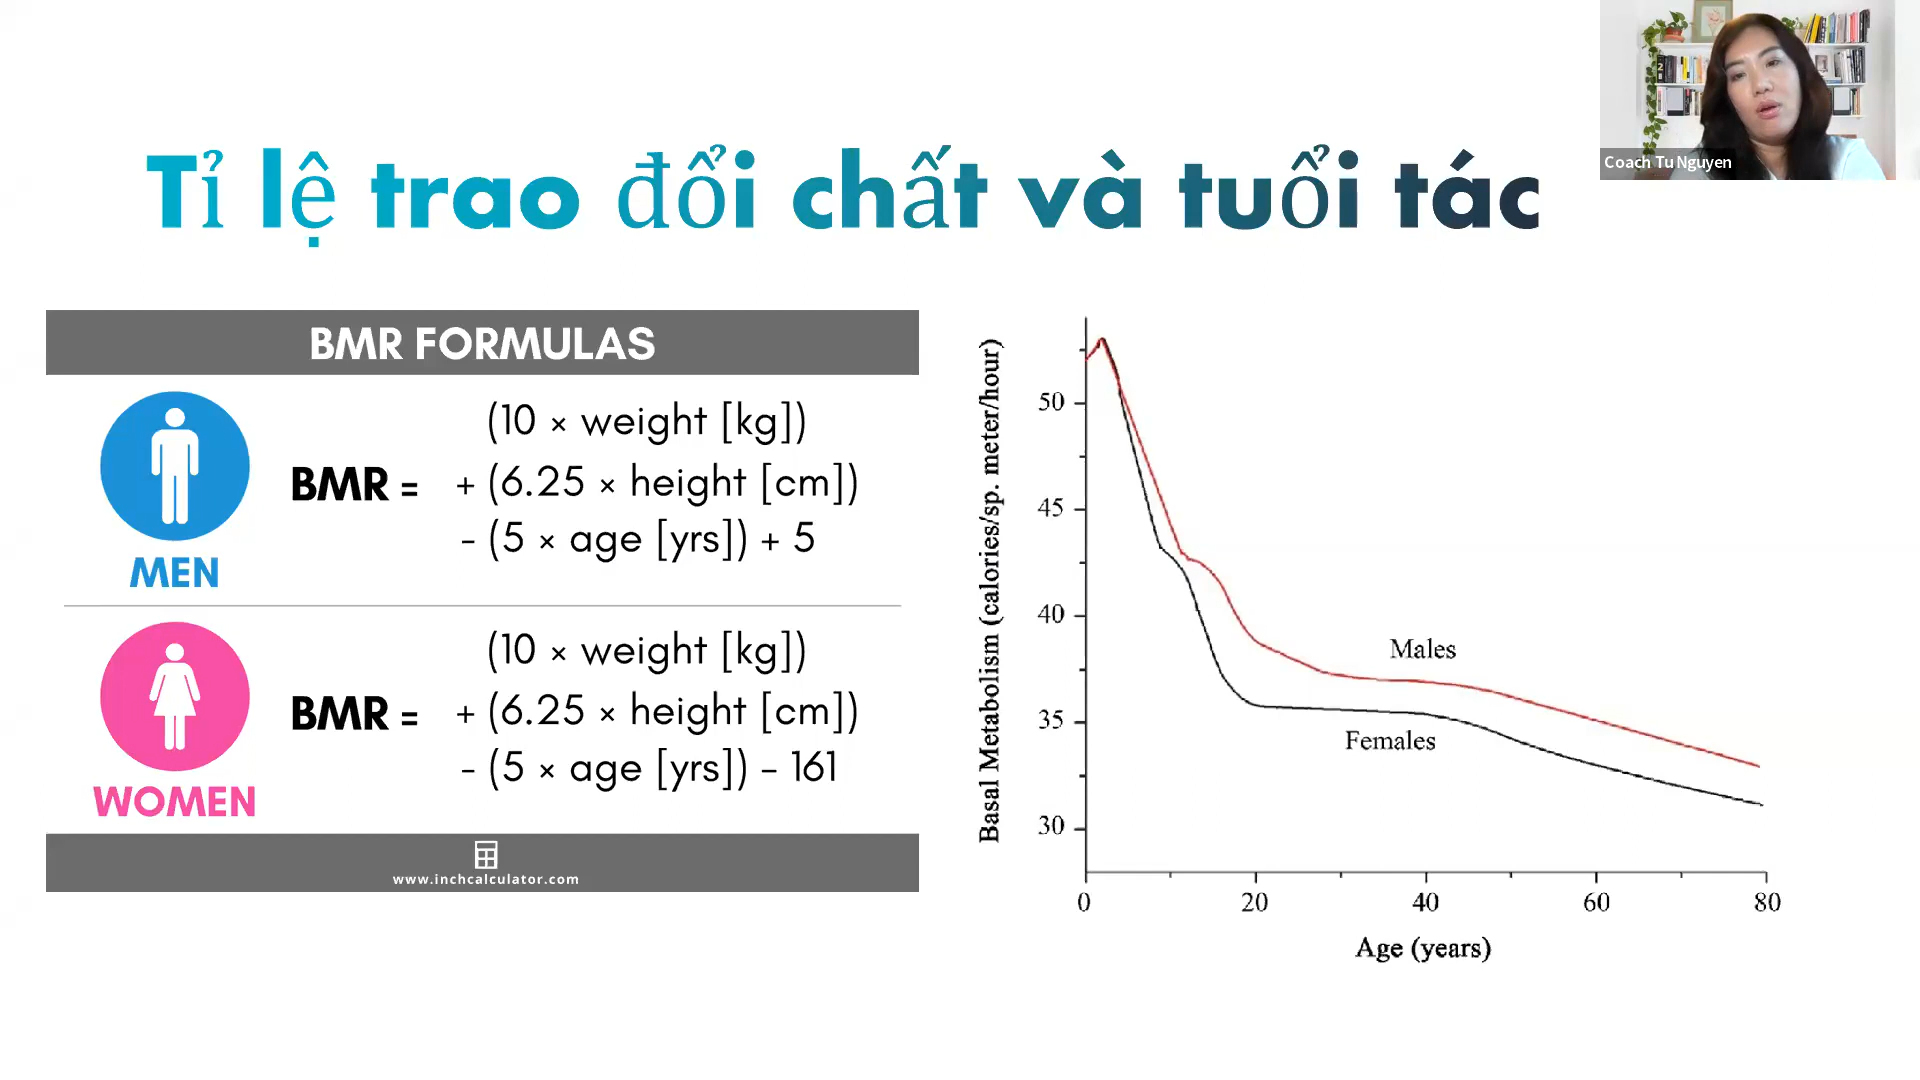 Tỉ lệ trao đổi chất và tuổi tác
Coach Tu Nguyen
BMR FORMULAS
(10 × weight [kg])
BMR = + (6.25 × height [cm])
- (5 × age [yrs]) + 5
MEN
(10 × weight [kg])
BMR = + (6.25 × height [cm])
- (5 × age [yrs]) - 161
WOMEN
www.inchcalculator.com
Basal Metabolism (calories/sp. meter/hour)
50
45
40
35
30
Males
Females
0 20 40 60 80
Age (years)